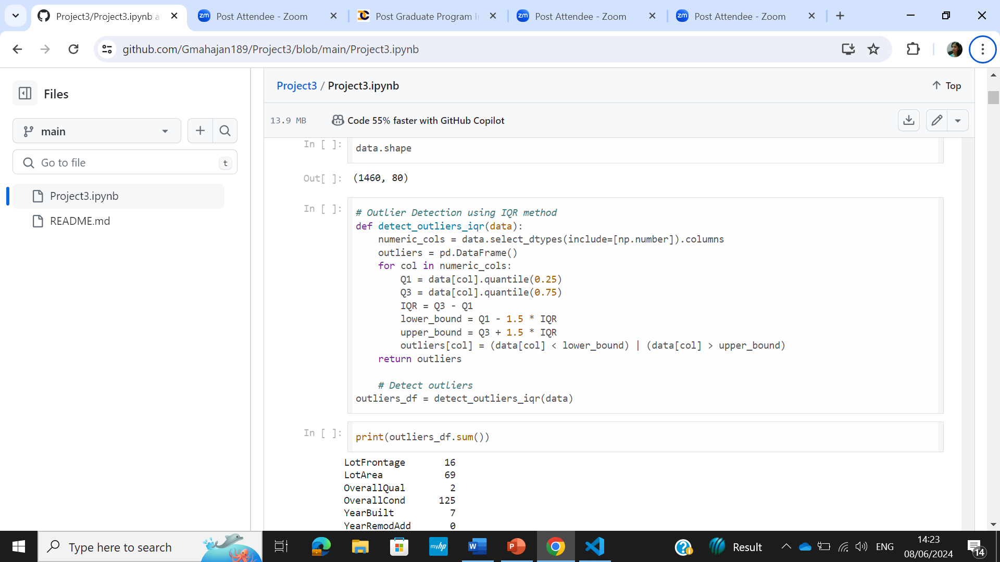 Project3/Project3.ipynb a
Post Attendee - Zoom
Post Graduate Program I
Post Attendee - Zoom
Post Attendee - Zoom
github.com/Gmahajan189/Project3/blob/main/Project3.ipynb
Files
main
Go to file
t
Project3.ipynb
README.md
Project3 / Project3.ipynb
Top
13.9 MB
Code 55% faster with GitHub Copilot
In [ ]:
data.shape
Out[ ]:
(1460, 80)
In [ ]:
# Outlier Detection using IQR method
def detect_outliers_iqr(data):
    numeric_cols = data.select_dtypes(include=[np.number]).columns
    outliers = pd.DataFrame()
    for col in numeric_cols:
        Q1 = data[col].quantile(0.25)
        Q3 = data[col].quantile(0.75)
        IQR = Q3 - Q1
        lower_bound = Q1 - 1.5 * IQR
        upper_bound = Q3 + 1.5 * IQR
        outliers[col] = (data[col] < lower_bound) | (data[col] > upper_bound)
    return outliers
    # Detect outliers
outliers_df = detect_outliers_iqr(data)
In [ ]:
print(outliers_df.sum())
LotFrontage 16
LotArea 69
OverallQual 2
OverallCond 125
YearBuilt 7
YearRemodAdd 0
Type here to search
Result
ENG
14:23
08/06/2024
14